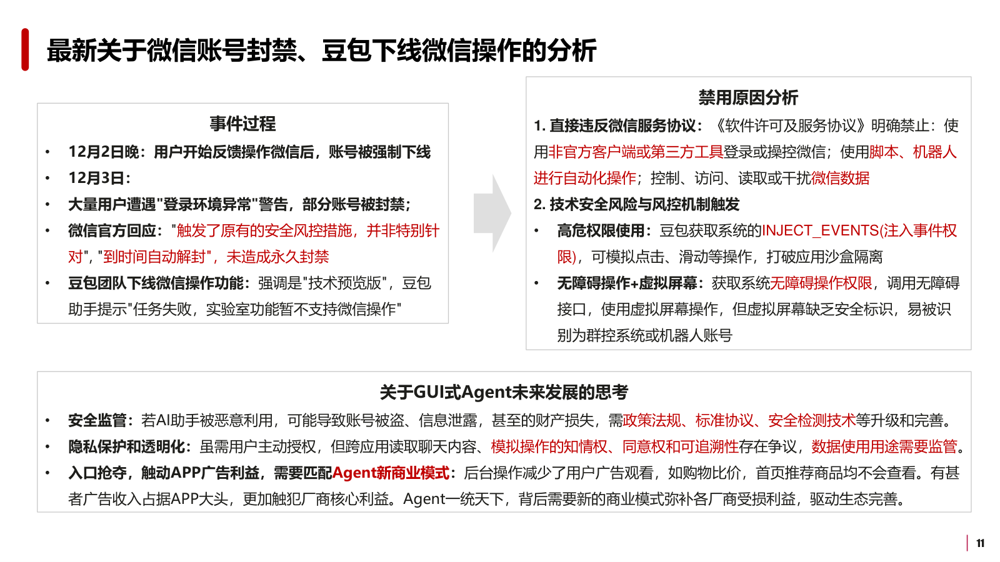 最新关于微信账号封禁、豆包下线微信操作的分析
事件过程
• 12月2日晚：用户开始反馈操作微信后，账号被强制下线
• 12月3日：
• 大量用户遭遇"登录环境异常"警告，部分账号被封禁；
• 微信官方回应："触发了原有的安全风控措施，并非特别针
对", "到时间自动解封"，未造成永久封禁
• 豆包团队下线微信操作功能：强调是"技术预览版"，豆包
助手提示"任务失败，实验室功能暂不支持微信操作"
禁用原因分析
1. 直接违反微信服务协议：《软件许可及服务协议》明确禁止：使
用非官方客户端或第三方工具登录或操控微信；使用脚本、机器人
进行自动化操作；控制、访问、读取或干扰微信数据
2. 技术安全风险与风控机制触发
• 高危权限使用：豆包获取系统的INJECT_EVENTS(注入事件权
限)，可模拟点击、滑动等操作，打破应用沙盒隔离
• 无障碍操作+虚拟屏幕：获取系统无障碍操作权限，调用无障碍
接口，使用虚拟屏幕操作，但虚拟屏幕缺乏安全标识，易被识
别为群控系统或机器人账号
关于GUI式Agent未来发展的思考
• 安全监管：若AI助手被恶意利用，可能导致账号被盗、信息泄露，甚至的财产损失，需政策法规、标准协议、安全检测技术等升级和完善。
• 隐私保护和透明化：虽需用户主动授权，但跨应用读取聊天内容、模拟操作的知情权、同意权和可追溯性存在争议，数据使用用途需要监管。
• 入口抢夺，触动APP广告利益，需要匹配Agent新商业模式：后台操作减少了用户广告观看，如购物比价，首页推荐商品均不会查看。有甚
者广告收入占据APP大头，更加触犯厂商核心利益。Agent一统天下，背后需要新的商业模式弥补各厂商受损利益，驱动生态完善。
11